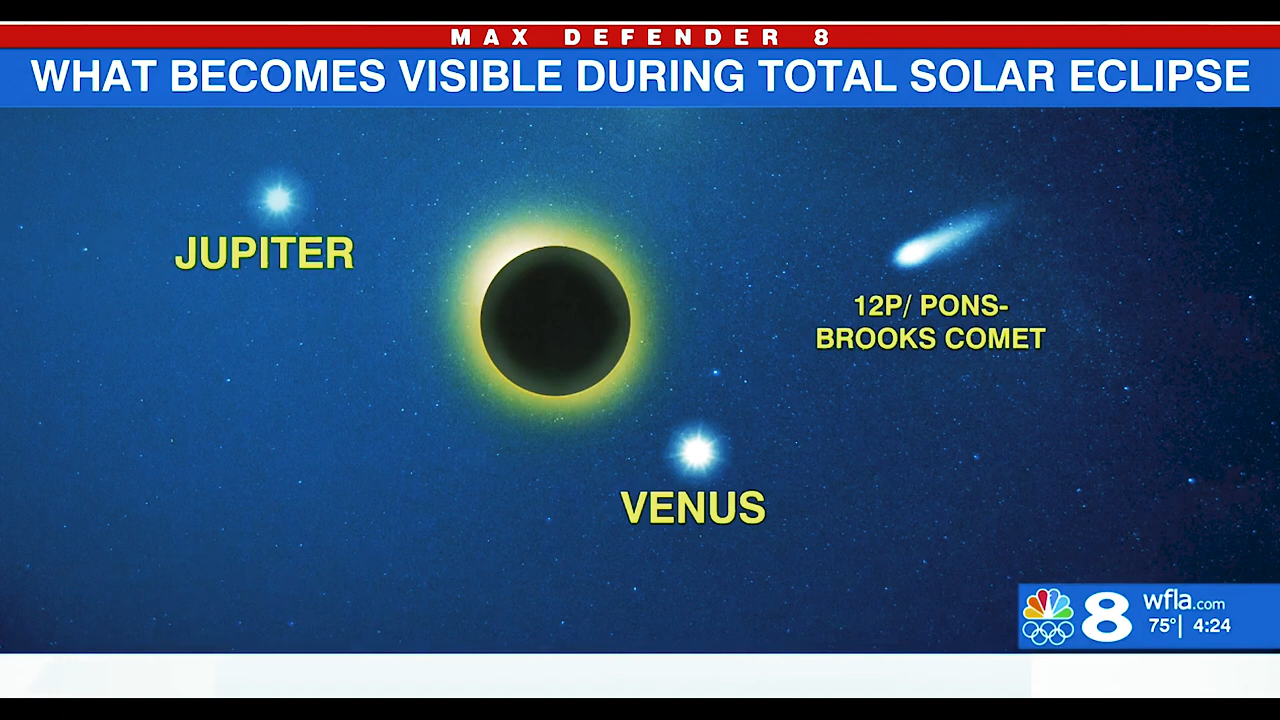 MAX DEFENDER 8
WHAT BECOMES VISIBLE DURING TOTAL SOLAR ECLIPSE
JUPITER
12P/ PONS-
BROOKS COMET
VENUS
8
wfla.com
75° 4:24